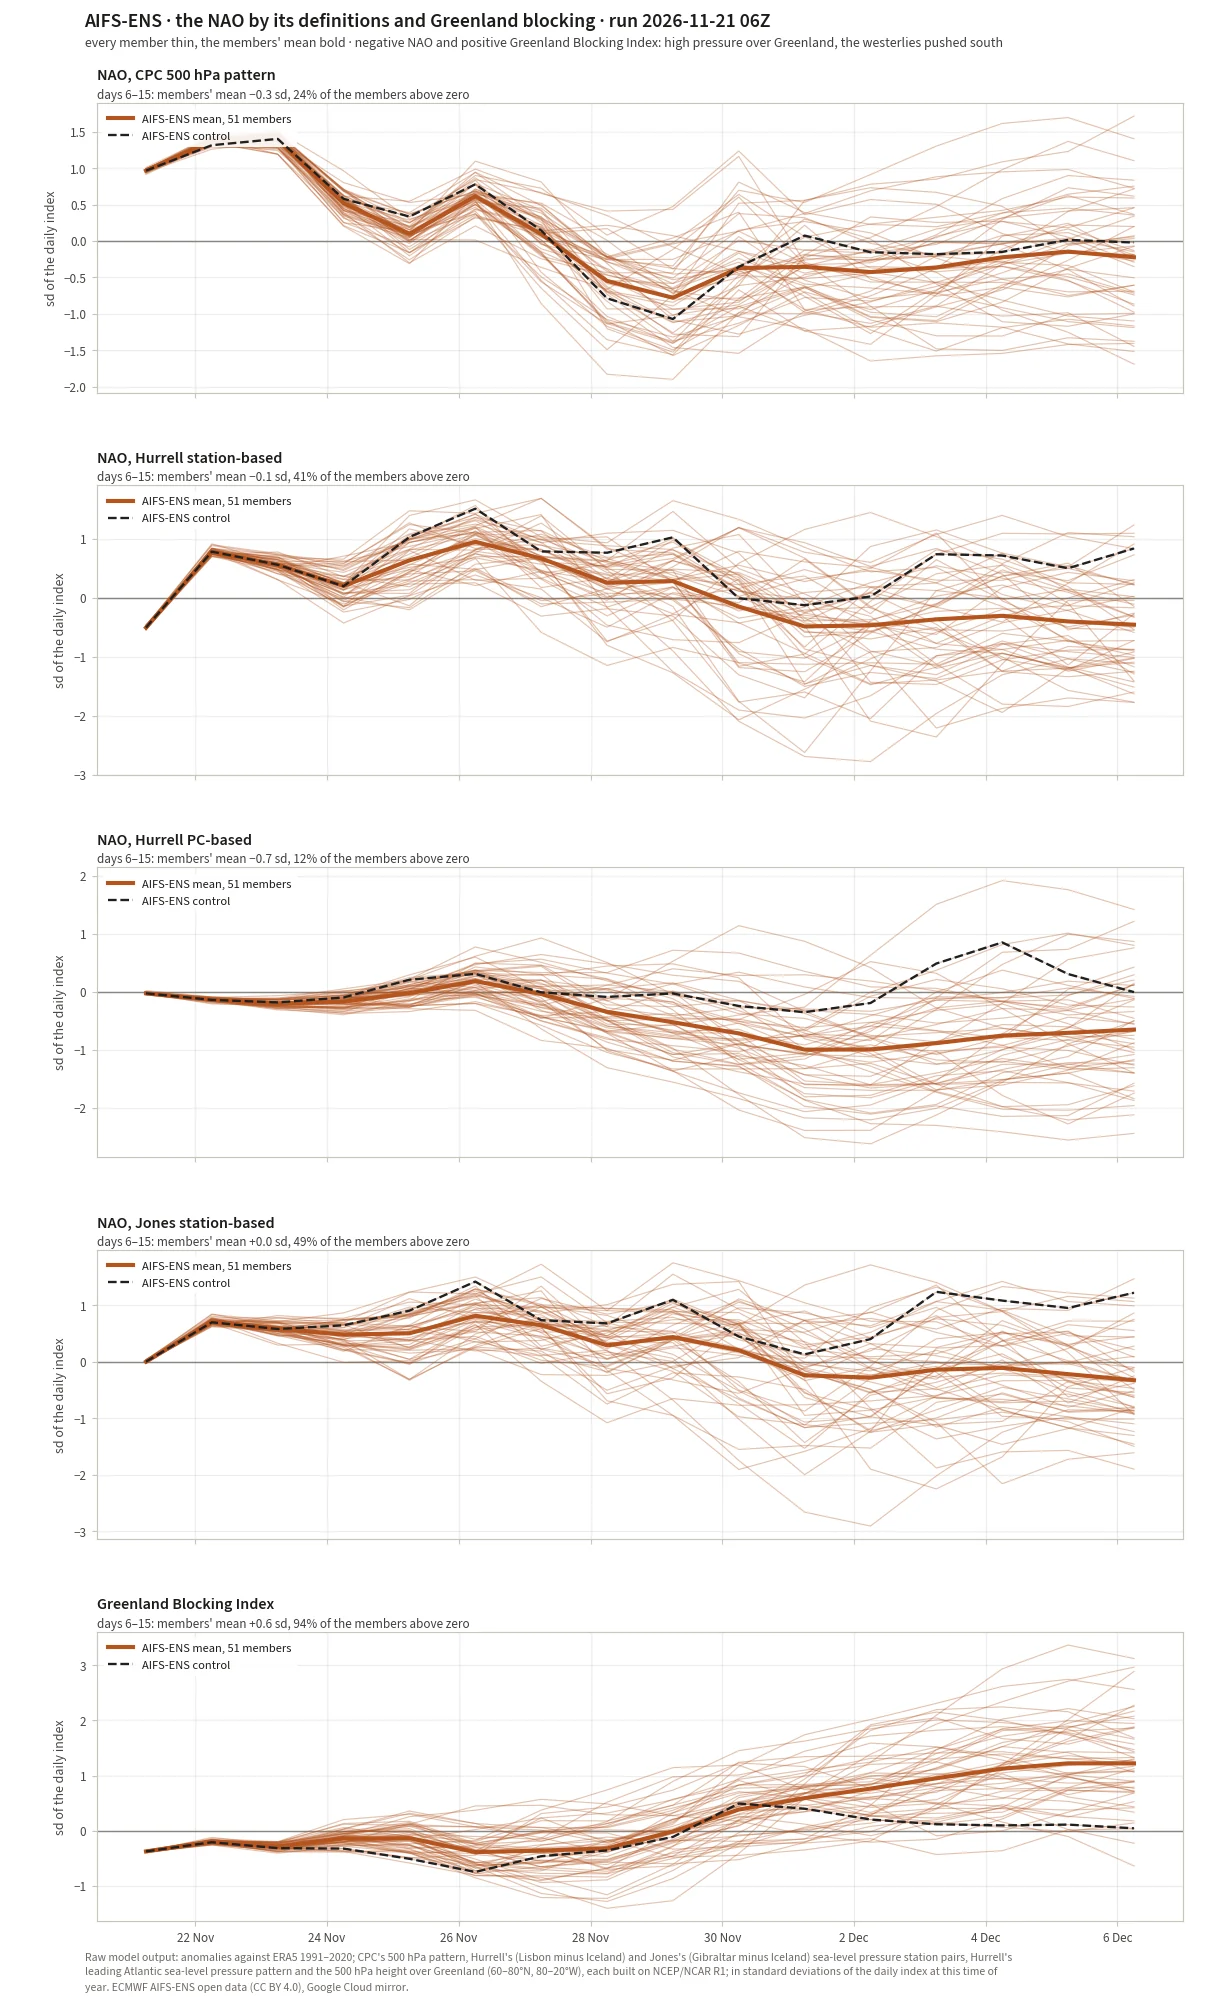 AIFS-ENS · the NAO by its definitions and Greenland blocking · run 2026-11-21 06Z
every member thin, the members' mean bold · negative NAO and positive Greenland Blocking Index: high pressure over Greenland, the westerlies pushed south
NAO, CPC 500 hPa pattern
days 6–15: members' mean −0.3 sd, 24% of the members above zero
AIFS-ENS mean, 51 members
AIFS-ENS control
1.5
1.0
0.5
0.0
−0.5
−1.0
−1.5
−2.0
sd of the daily index
NAO, Hurrell station-based
days 6–15: members' mean −0.1 sd, 41% of the members above zero
AIFS-ENS mean, 51 members
AIFS-ENS control
1
0
−1
−2
−3
sd of the daily index
NAO, Hurrell PC-based
days 6–15: members' mean −0.7 sd, 12% of the members above zero
AIFS-ENS mean, 51 members
AIFS-ENS control
2
1
0
−1
−2
sd of the daily index
NAO, Jones station-based
days 6–15: members' mean +0.0 sd, 49% of the members above zero
AIFS-ENS mean, 51 members
AIFS-ENS control
1
0
−1
−2
−3
sd of the daily index
Greenland Blocking Index
days 6–15: members' mean +0.6 sd, 94% of the members above zero
AIFS-ENS mean, 51 members
AIFS-ENS control
3
2
1
0
−1
sd of the daily index
22 Nov 24 Nov 26 Nov 28 Nov 30 Nov 2 Dec 4 Dec 6 Dec
Raw model output: anomalies against ERA5 1991–2020; CPC's 500 hPa pattern, Hurrell's (Lisbon minus Iceland) and Jones's (Gibraltar minus Iceland) sea-level pressure station pairs, Hurrell's
leading Atlantic sea-level pressure pattern and the 500 hPa height over Greenland (60–80°N, 80–20°W), each built on NCEP/NCAR R1; in standard deviations of the daily index at this time of
year. ECMWF AIFS-ENS open data (CC BY 4.0), Google Cloud mirror.